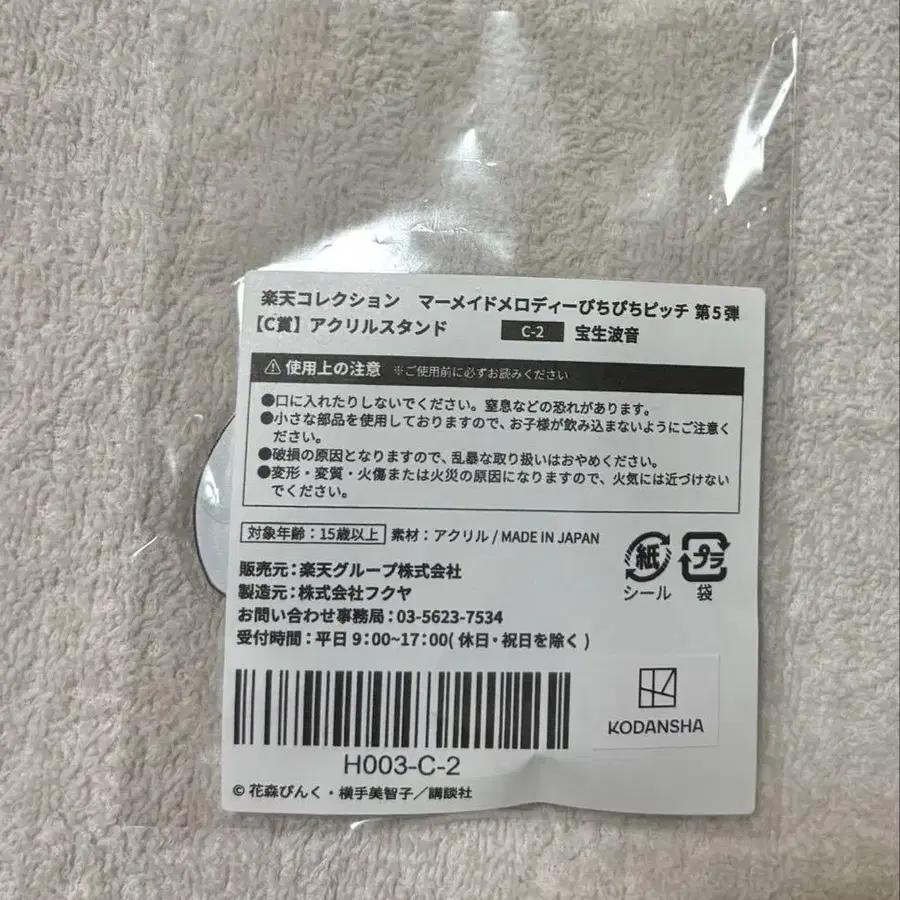 楽天コレクション　マーメイドメロディーぴちぴちピッチ 第5弾
【C賞】アクリルスタンド　C-2　宝生波音
⚠使用上の注意　※ご使用前に必ずお読みください
●口に入れたりしないでください。窒息などの恐れがあります。
●小さな部品を使用しておりますので、お子様が飲み込まないようにご注意く
ださい。
●破損の原因となりますので、乱暴な取り扱いはおやめください。
●変形・変質・火傷または火災の原因になりますので、火気には近づけない
でください。
対象年齢：15歳以上 素材：アクリル / MADE IN JAPAN
販売元：楽天グループ株式会社
製造元：株式会社フクヤ
お問い合わせ事務局：03-5623-7534
受付時間：平日 9:00~17:00( 休日・祝日を除く )
紙 プラ
シール 袋
KODANSHA
H003-C-2
© 花森ぴんく・横手美智子／講談社